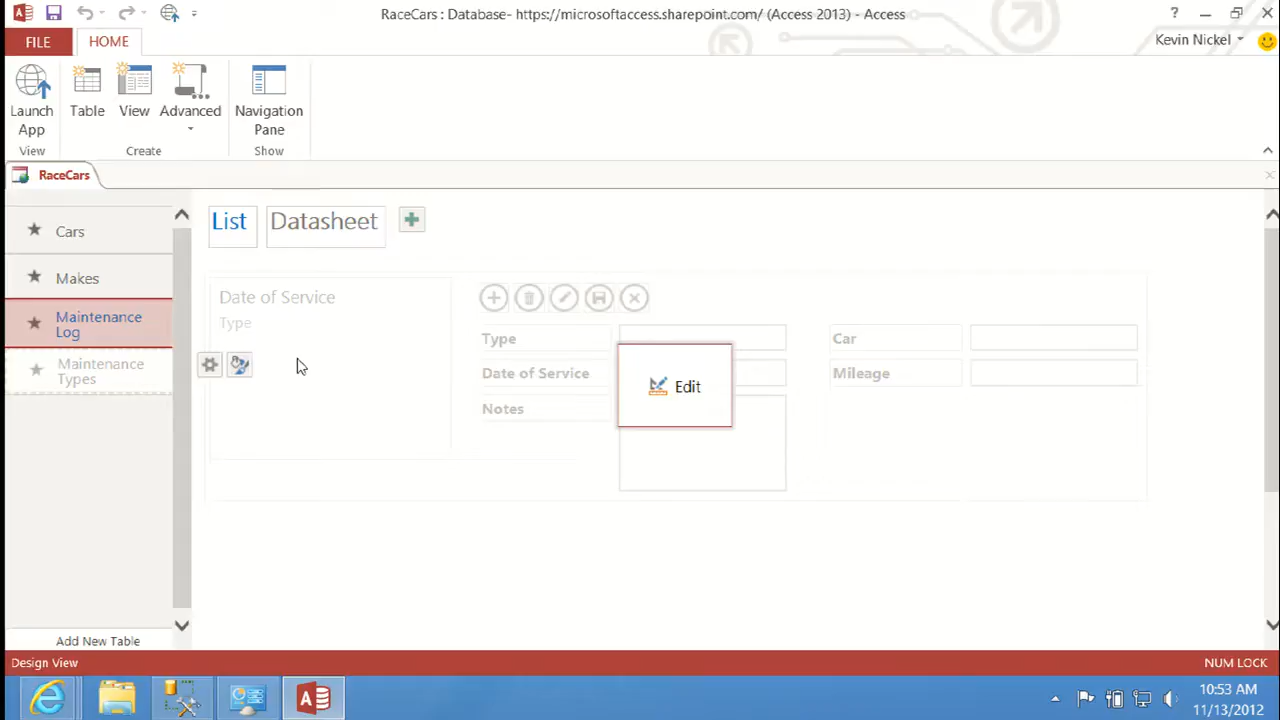 RaceCars : Database- https://microsoftaccess.sharepoint.com/ (Access 2013) - Access
FILE
HOME
Kevin Nickel
Launch App
Table
View
Advanced
Navigation Pane
View
Create
Show
RaceCars
Cars
Makes
Maintenance
Log
Maintenance
Types
Add New Table
List
Datasheet
Date of Service
Type
Type
Date of Service
Notes
Edit
Car
Mileage
Design View
NUM LOCK
10:53 AM
11/13/2012